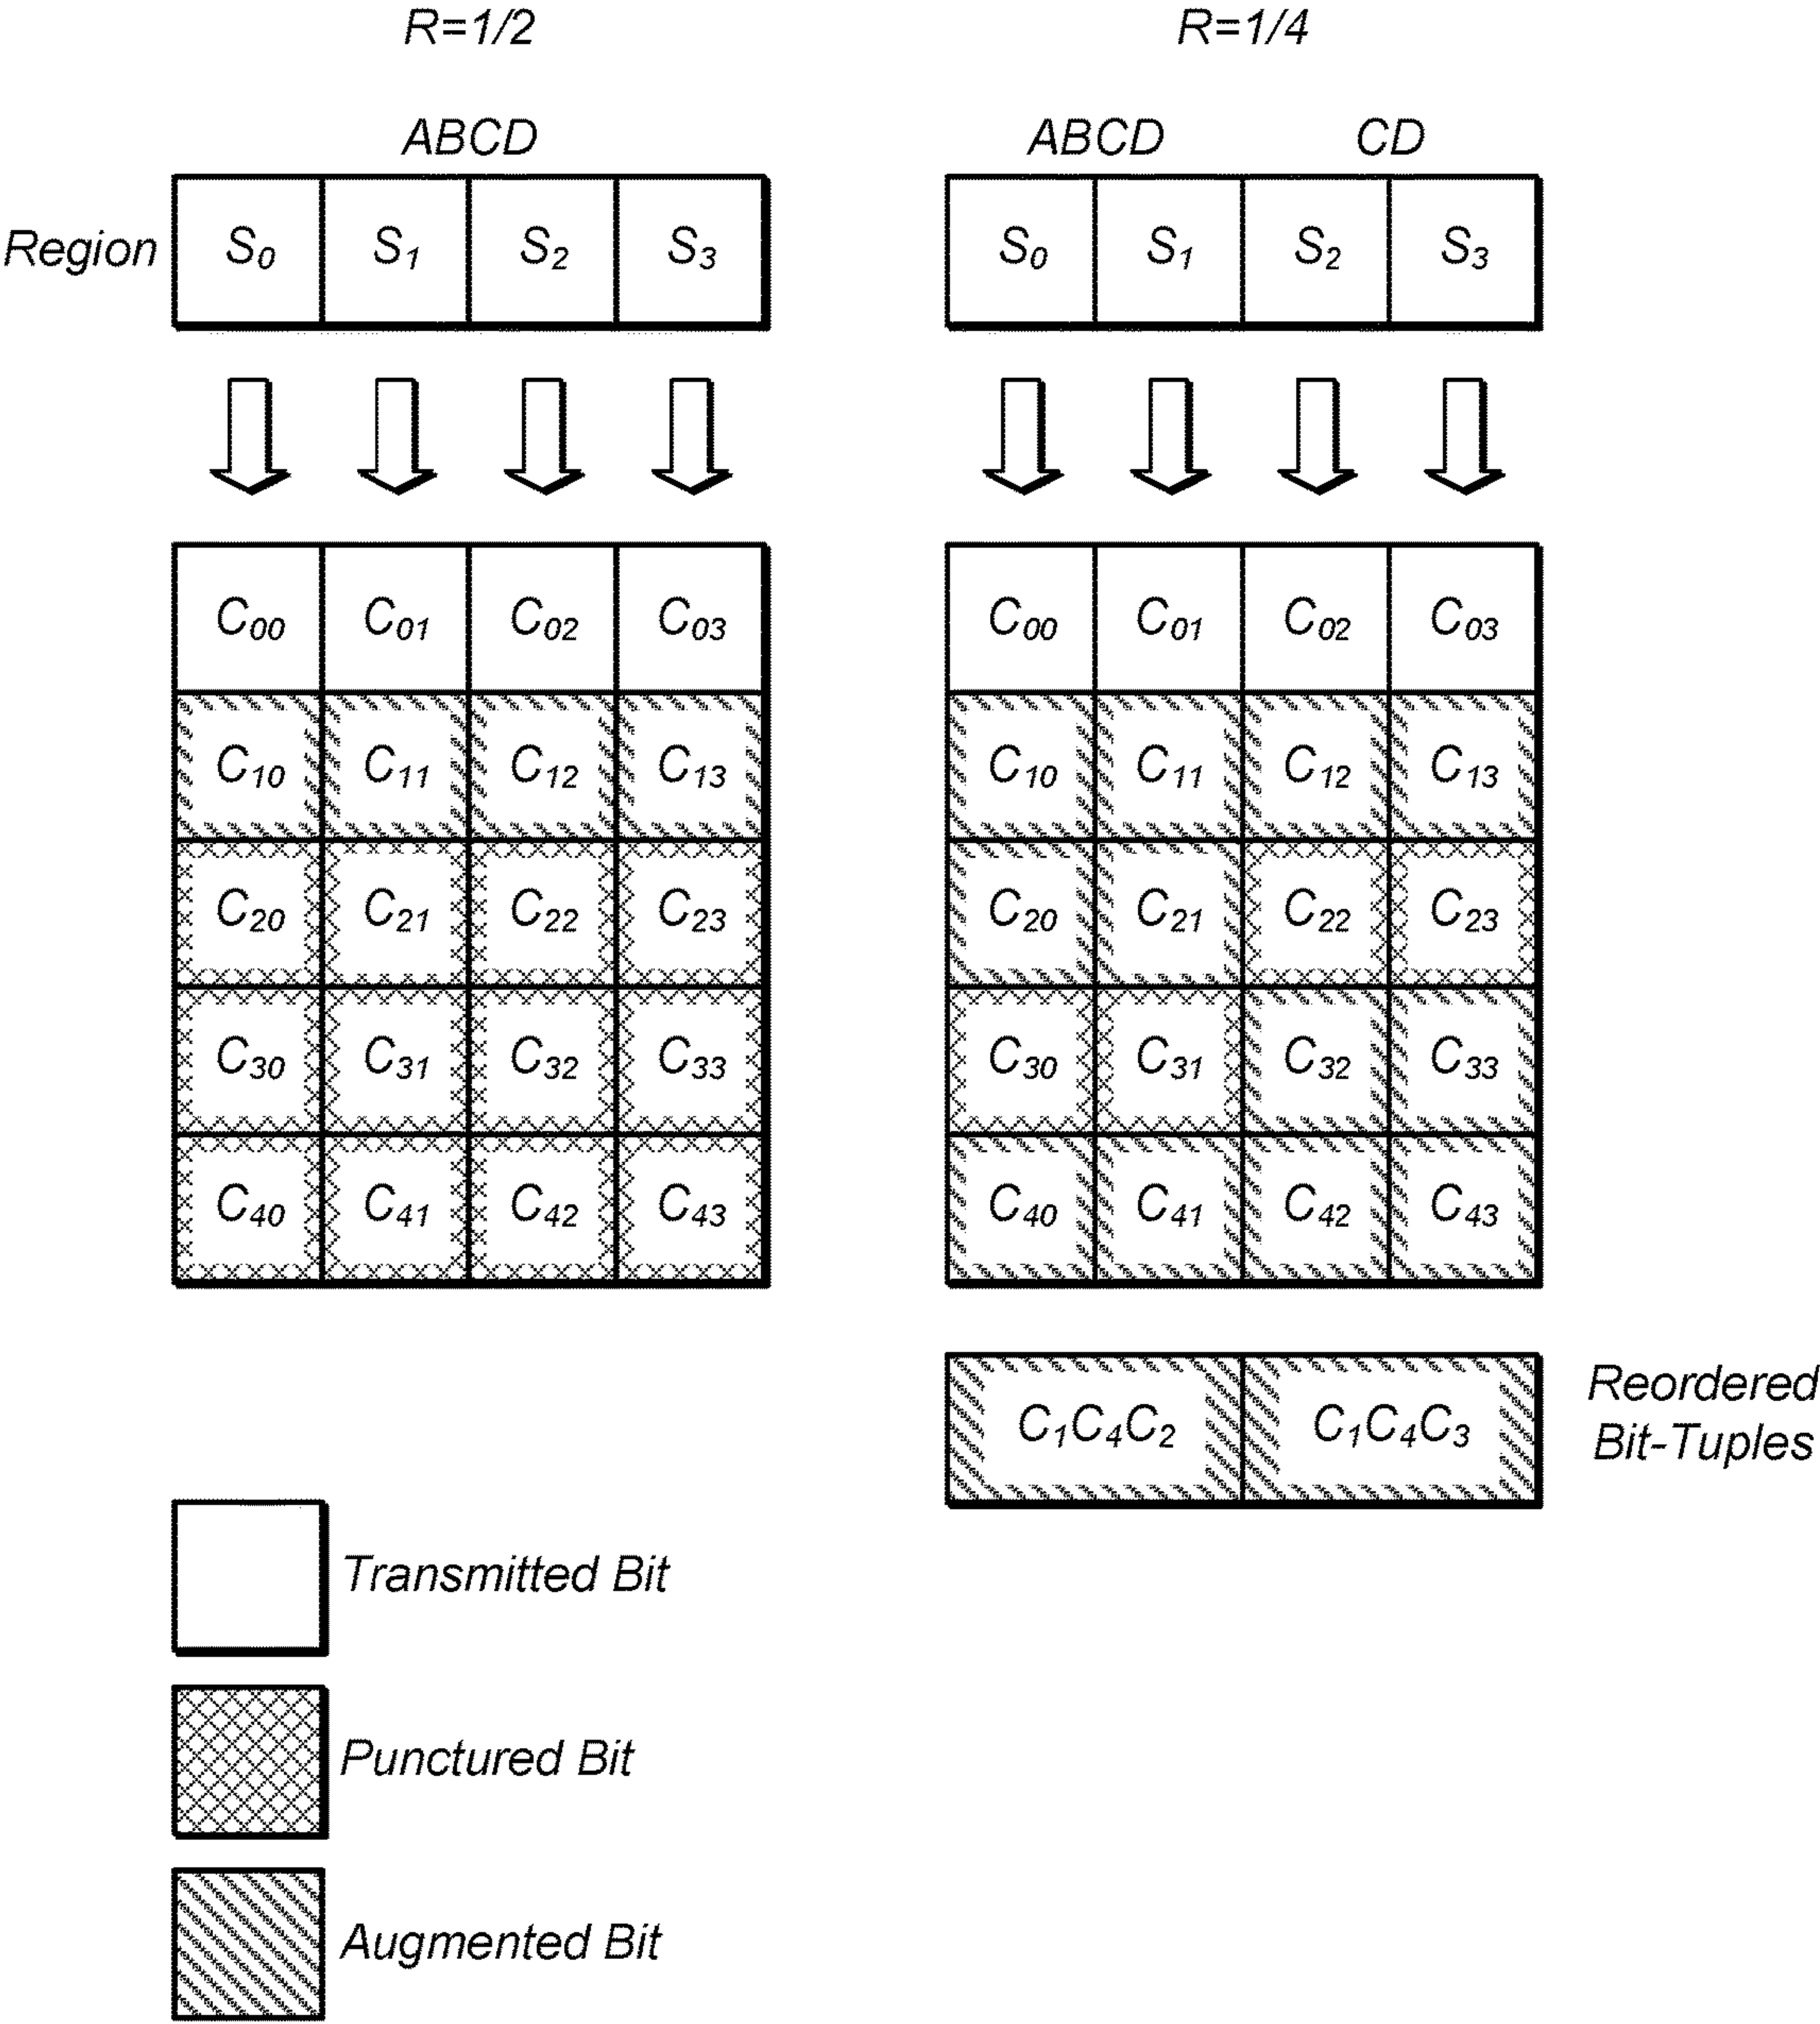 R=1/2 R=1/4
ABCD ABCD CD
Region S0 S1 S2 S3 S0 S1 S2 S3
C00 C01 C02 C03 C00 C01 C02 C03
C10 C11 C12 C13 C10 C11 C12 C13
C20 C21 C22 C23 C20 C21 C22 C23
C30 C31 C32 C33 C30 C31 C32 C33
C40 C41 C42 C43 C40 C41 C42 C43
C1C4C2 C1C4C3 Reordered
Bit-Tuples
Transmitted Bit
Punctured Bit
Augmented Bit